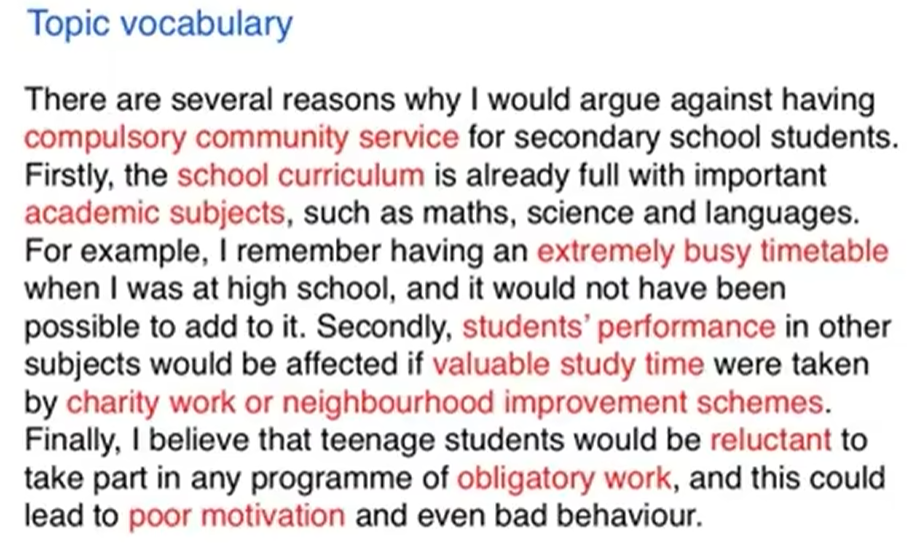 Topic vocabulary
There are several reasons why I would argue against having
compulsory community service for secondary school students.
Firstly, the school curriculum is already full with important
academic subjects, such as maths, science and languages.
For example, I remember having an extremely busy timetable
when I was at high school, and it would not have been
possible to add to it. Secondly, students' performance in other
subjects would be affected if valuable study time were taken
by charity work or neighbourhood improvement schemes.
Finally, I believe that teenage students would be reluctant to
take part in any programme of obligatory work, and this could
lead to poor motivation and even bad behaviour.